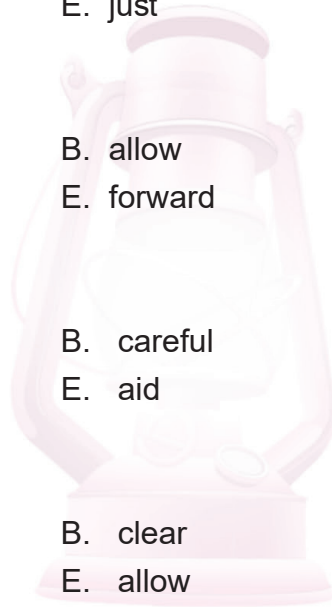 E. just
B. allow
E. forward
B. careful
E. aid
B. clear
E. allow